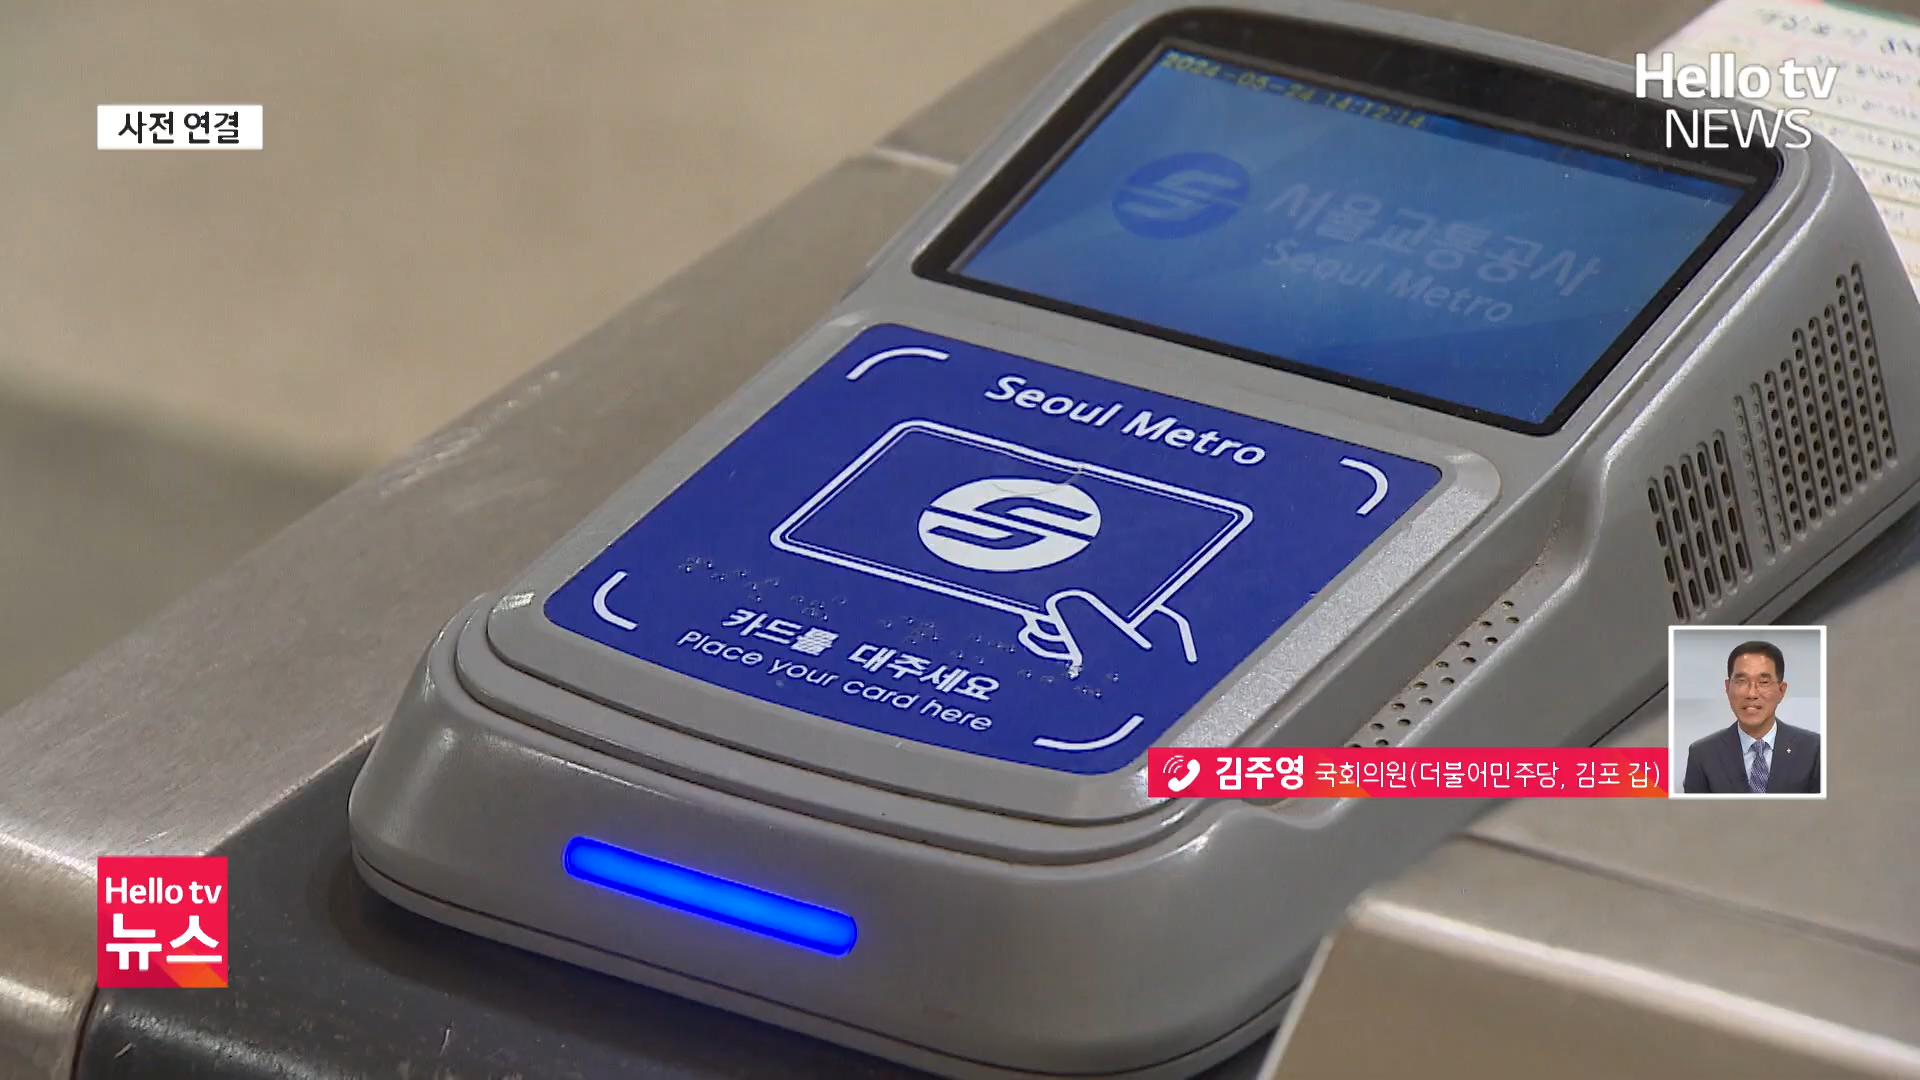 사전 연결
Hello tv
NEWS
2024-05-24 14:12:14
서울교통공사
Seoul Metro
Seoul Metro
카드를 대주세요
Place your card here
김주영 국회의원(더불어민주당, 김포 갑)
Hello tv
뉴스